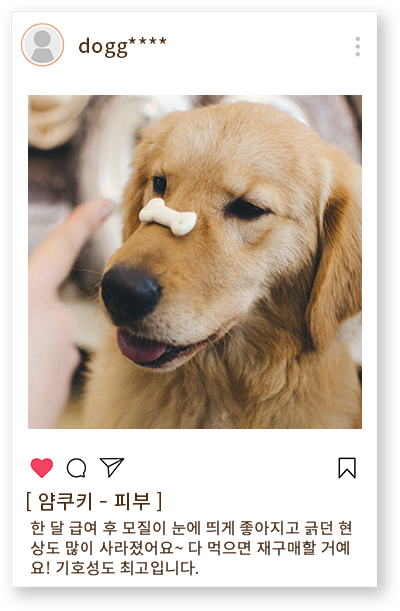 dogg****
[ 얌쿠키 - 피부 ]
한 달 급여 후 모질이 눈에 띄게 좋아지고 긁던 현
상도 많이 사라졌어요~ 다 먹으면 재구매할 거예
요! 기호성도 최고입니다.